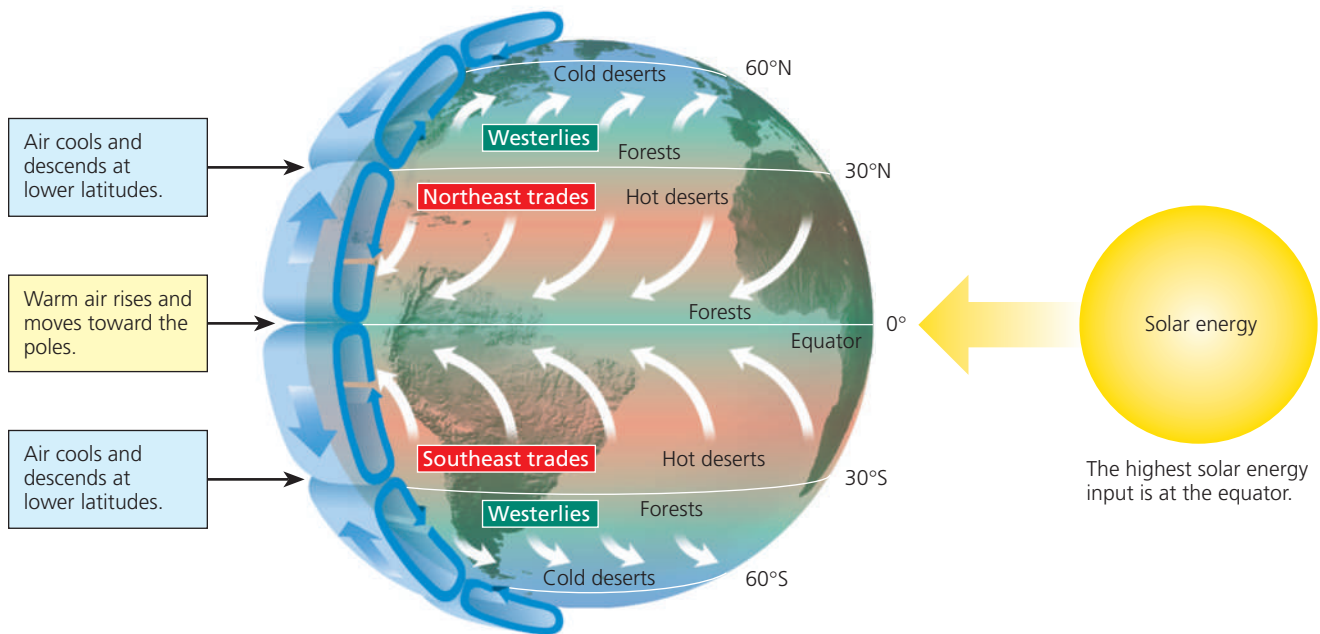 Air cools and
descends at
lower latitudes.
Warm air rises and
moves toward the
poles.
Air cools and
descends at
lower latitudes.
Cold deserts
60°N
Westerlies
Forests
30°N
Northeast trades
Hot deserts
Forests
0°
Equator
Southeast trades
Hot deserts
30°S
Westerlies
Forests
Cold deserts
60°S
Solar energy
The highest solar energy
input is at the equator.